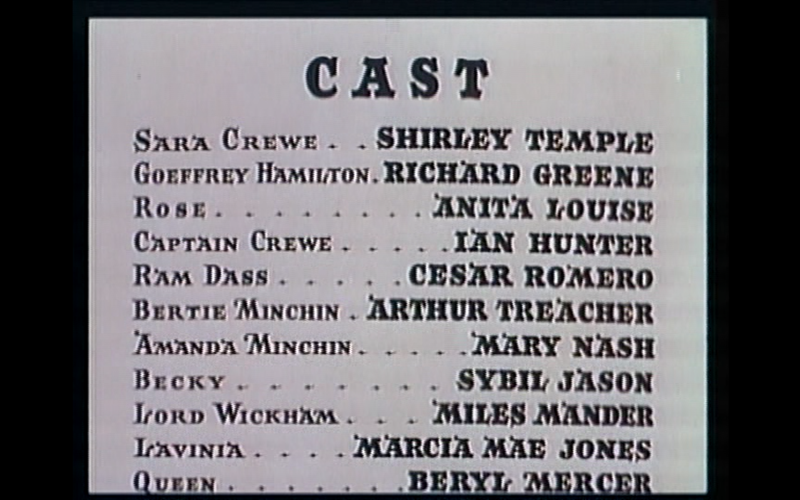 CAST
SARA CREWE . . SHIRLEY TEMPLE
GOEFFREY HAMILTON. RICHARD GREENE
ROSE. . . . . . . . ANITA LOUISE
CAPTAIN CREWE . . . . . IAN HUNTER
RAM DASS . . . . . CESAR ROMERO
BERTIE MINCHIN . ARTHUR TREACHER
AMANDA MINCHIN. . . . . MARY NASH
BECKY . . . . . . . SYBIL JASON
LORD WICKHAM. . . . MILES MANDER
LAVINIA . . . . MARCIA MAE JONES
QUEEN . . . . . . . BERYL MERCER